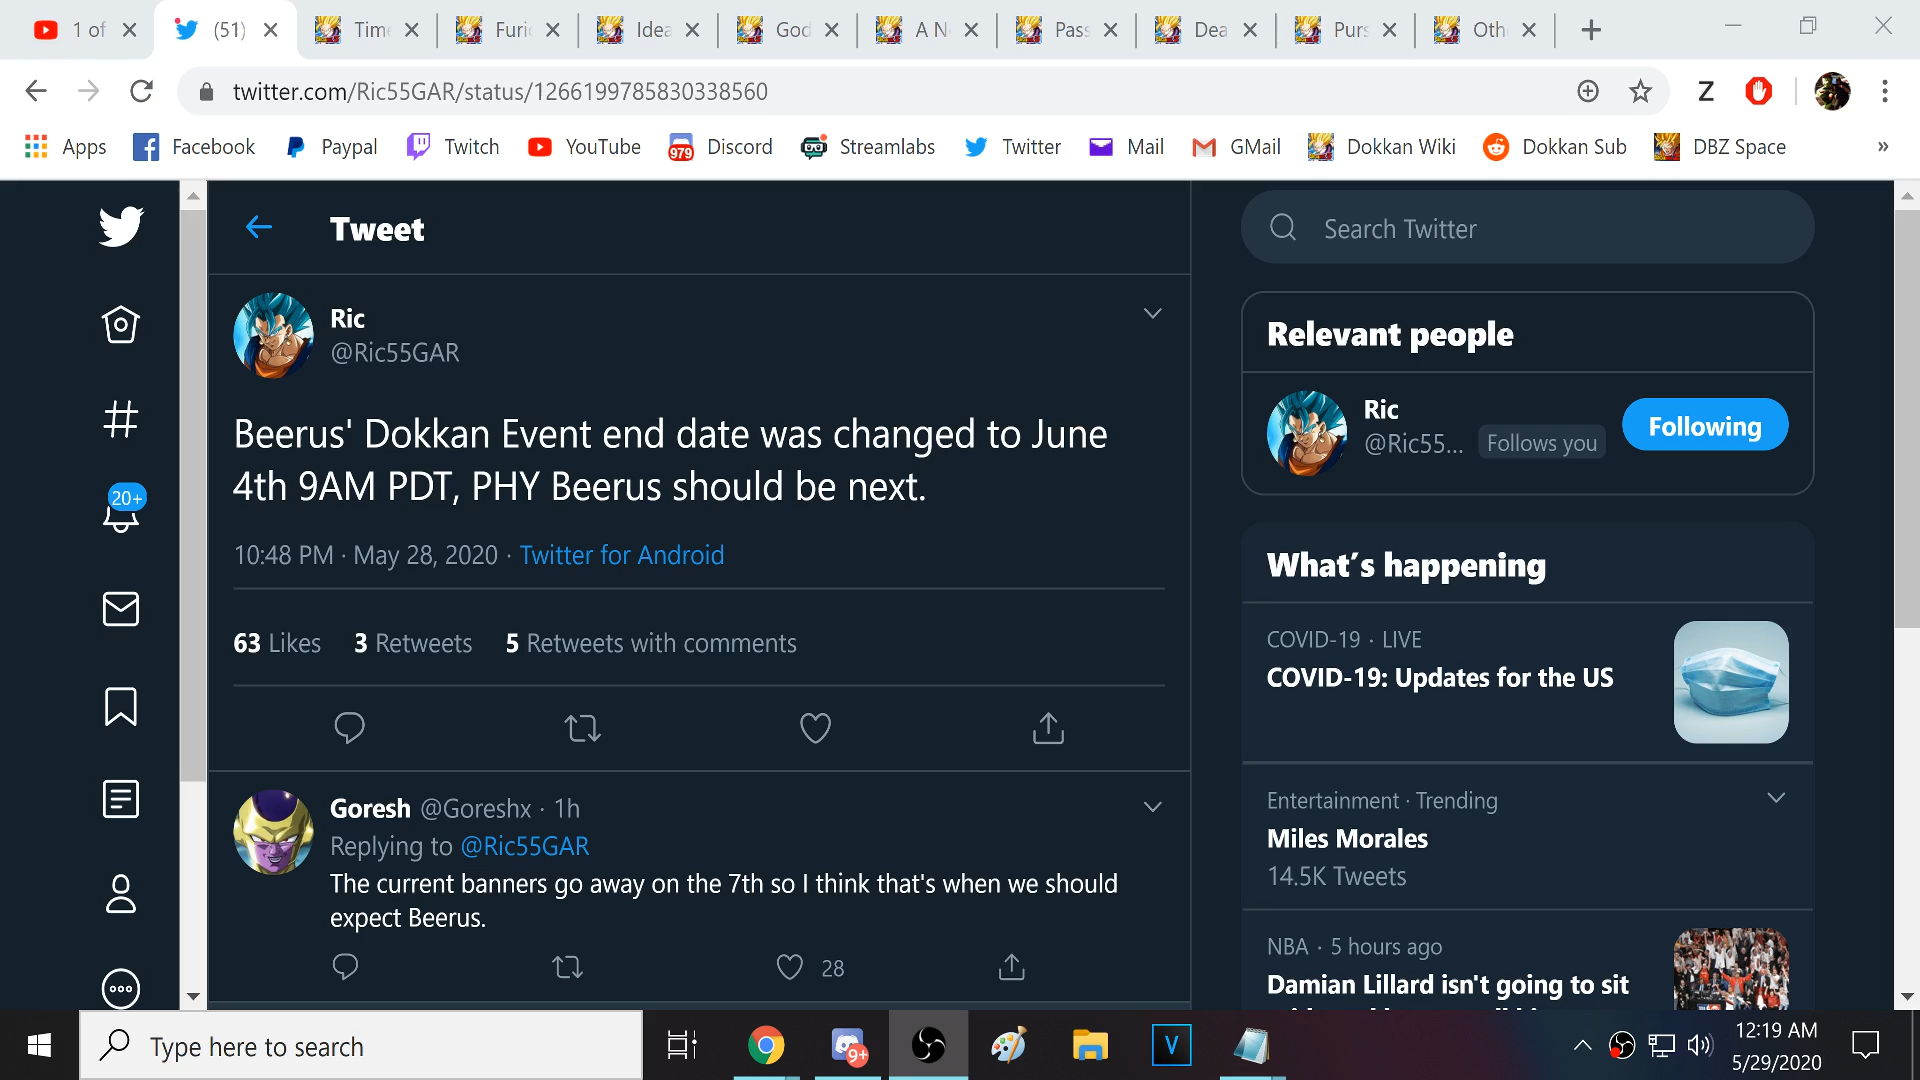 1 of
(51)
Time
Furio
Idea
God
A N
Pass
Dea
Purs
Oth
twitter.com/Ric55GAR/status/1266199785830338560
Z
Apps
Facebook
Paypal
Twitch
YouTube
979
Discord
Streamlabs
Twitter
Mail
GMail
Dokkan Wiki
Dokkan Sub
DBZ Space
»
Tweet
Search Twitter
Ric
@Ric55GAR
Beerus' Dokkan Event end date was changed to June
4th 9AM PDT, PHY Beerus should be next.
10:48 PM · May 28, 2020 · Twitter for Android
63 Likes 3 Retweets 5 Retweets with comments
20+
Goresh @Goreshx · 1h
Replying to @Ric55GAR
The current banners go away on the 7th so I think that's when we should
expect Beerus.
28
Relevant people
Ric
@Ric55... Follows you
Following
What's happening
COVID-19 · LIVE
COVID-19: Updates for the US
Entertainment · Trending
Miles Morales
14.5K Tweets
NBA · 5 hours ago
Damian Lillard isn't going to sit
Type here to search
9+
V
12:19 AM
5/29/2020